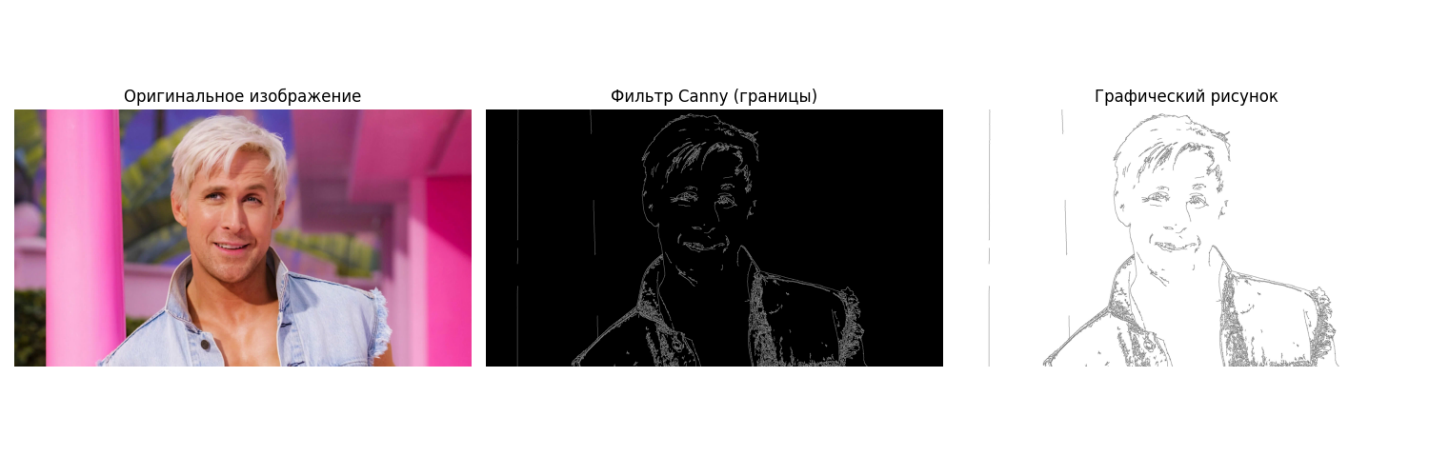 Оригинальное изображение
Фильтр Canny (границы)
Графический рисунок